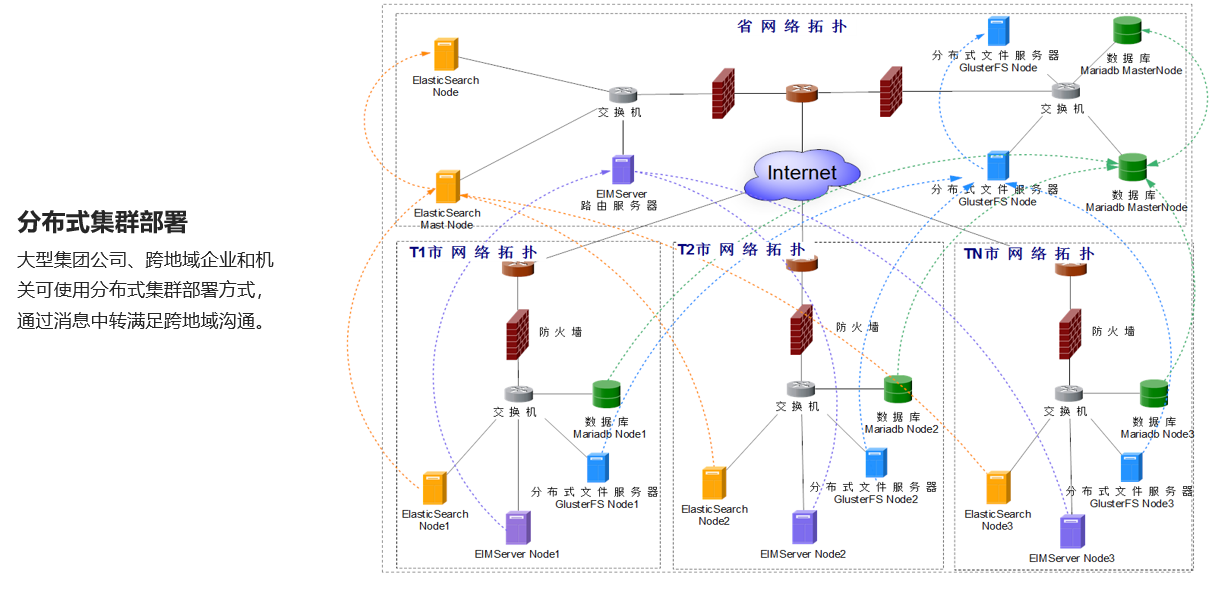 分布式集群部署
大型集团公司、跨地域企业和机
关可使用分布式集群部署方式，
通过消息中转满足跨地域沟通。
省网络拓扑
ElasticSearch
Node
交换机
分布式文件服务器
GlusterFS Node
数据库
Mariadb MasterNode
交换机
Internet
ElasticSearch
Mast Node
EIMServer
路由服务器
分布式文件服务器
GlusterFS Node
数据库
Mariadb MasterNode
T1市网络拓扑
防火墙
交换机
数据库
Mariadb Node1
分布式文件服务器
GlusterFS Node1
ElasticSearch
Node1
EIMServer Node1
T2市网络拓扑
防火墙
交换机
数据库
Mariadb Node2
分布式文件服务器
GlusterFS Node2
ElasticSearch
Node2
EIMServer Node2
TN市网络拓扑
防火墙
交换机
数据库
Mariadb Node3
分布式文件服务器
GlusterFS Node3
ElasticSearch
Node3
EIMServer Node3